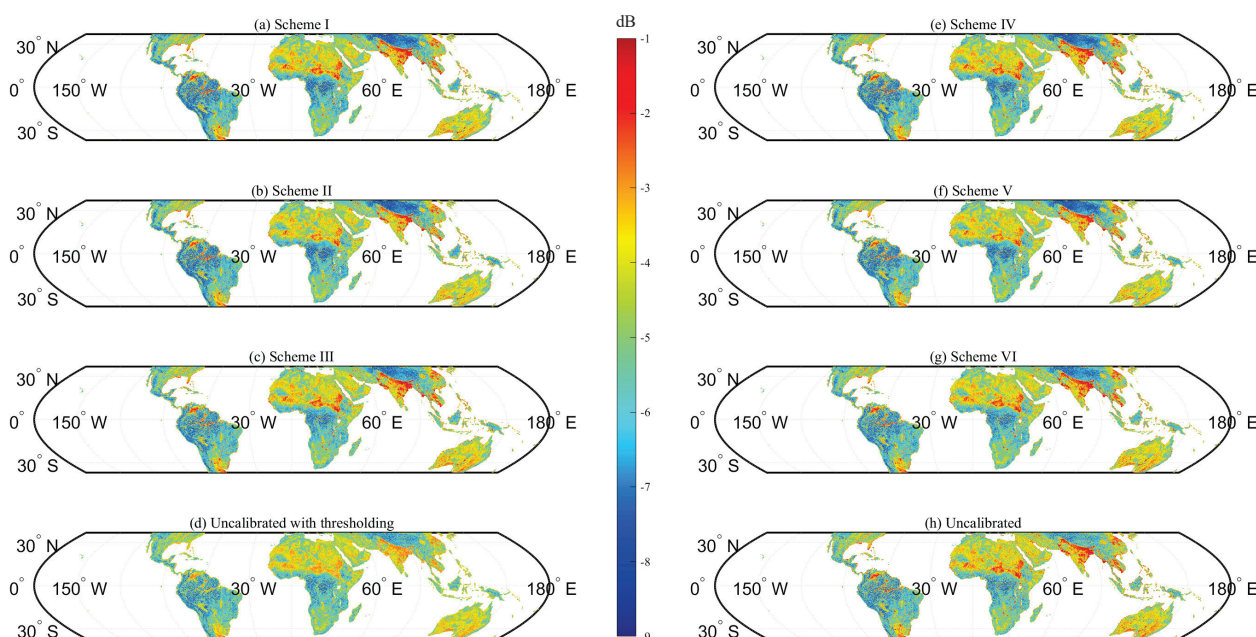 (a) Scheme I
30° N
0°
150° W
30° W
60° E
180° E
30° S
(b) Scheme II
30° N
0°
150° W
30° W
60° E
180° E
30° S
(c) Scheme III
30° N
0°
150° W
30° W
60° E
180° E
30° S
(d) Uncalibrated with thresholding
30° N
0°
150° W
30° W
60° E
180° E
30° S
dB
-1
-2
-3
-4
-5
-6
-7
-8
(e) Scheme IV
30° N
0°
150° W
30° W
60° E
180° E
30° S
(f) Scheme V
30° N
0°
150° W
30° W
60° E
180° E
30° S
(g) Scheme VI
30° N
0°
150° W
30° W
60° E
180° E
30° S
(h) Uncalibrated
30° N
0°
150° W
30° W
60° E
180° E
30° S